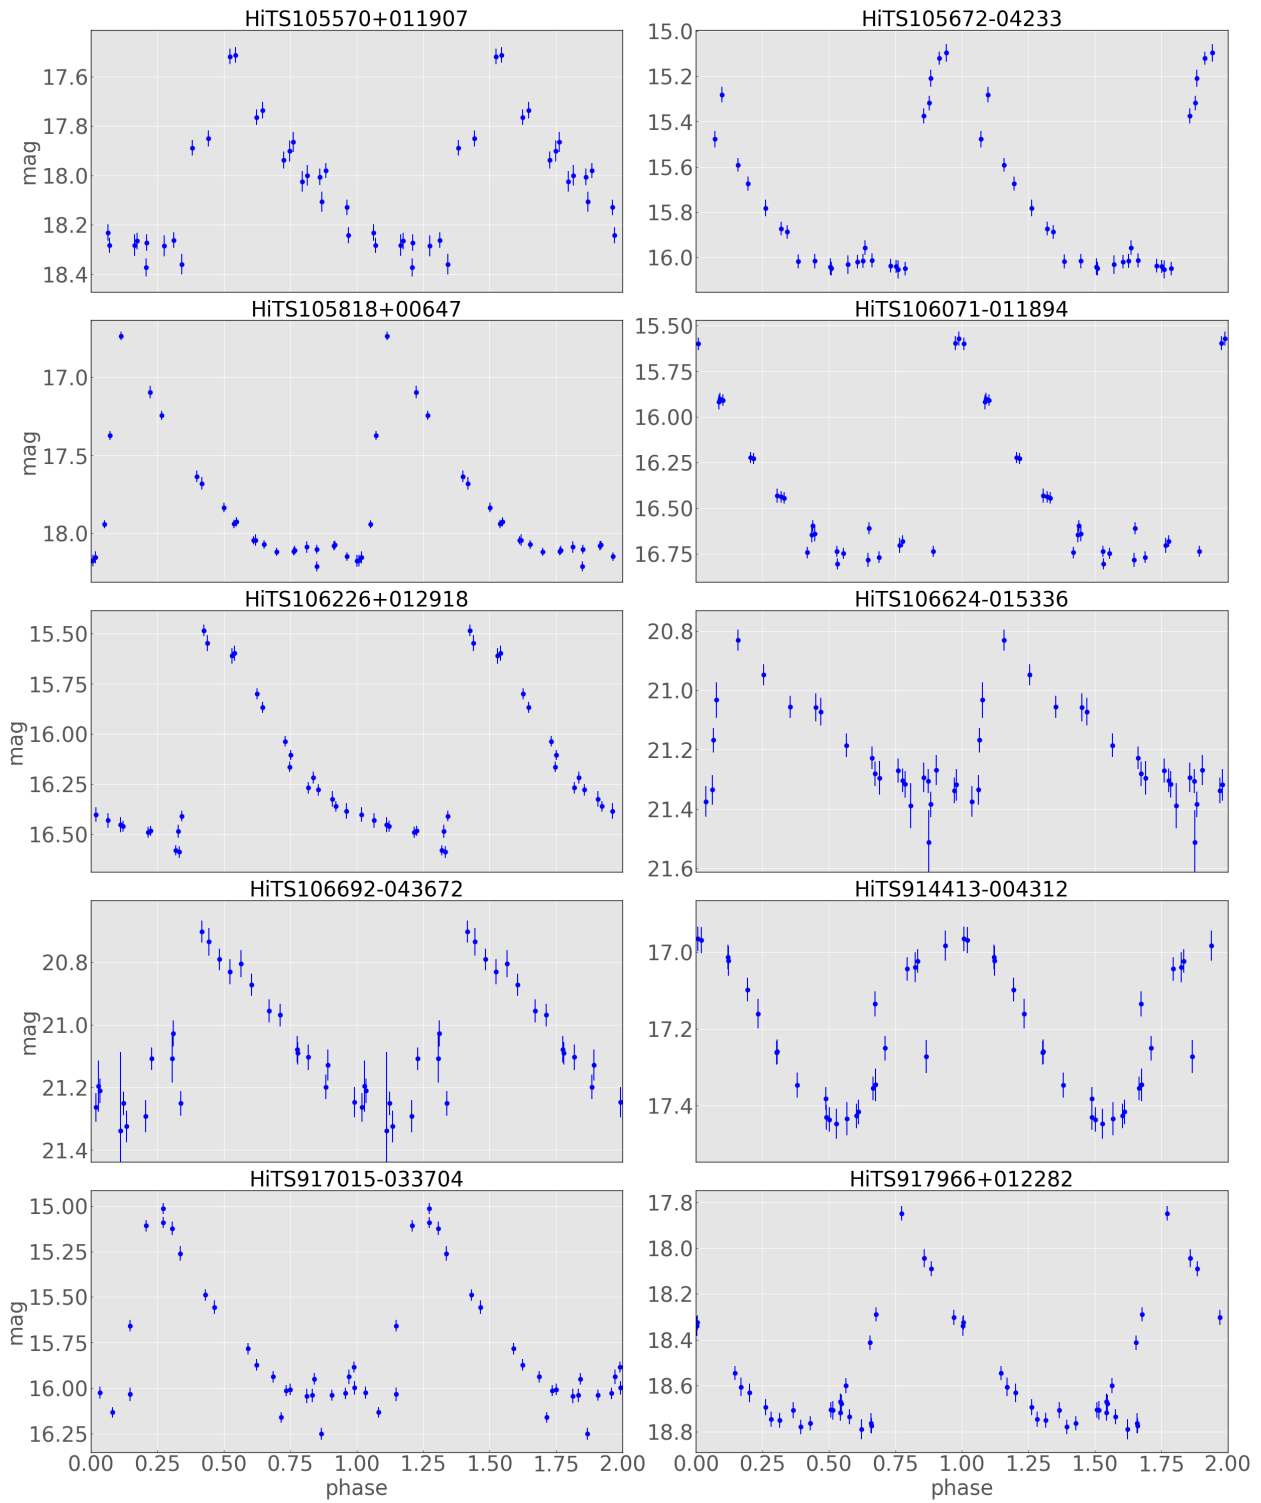 HiTS105570+011907
HiTS105672-04233
mag
17.6
17.8
18.0
18.2
18.4
15.0
15.2
15.4
15.6
15.8
16.0
HiTS105818+00647
HiTS106071-011894
mag
17.0
17.5
18.0
15.50
15.75
16.00
16.25
16.50
16.75
HiTS106226+012918
HiTS106624-015336
mag
15.50
15.75
16.00
16.25
16.50
20.8
21.0
21.2
21.4
21.6
HiTS106692-043672
HiTS914413-004312
mag
20.8
21.0
21.2
21.4
17.0
17.2
17.4
HiTS917015-033704
HiTS917966+012282
mag
15.00
15.25
15.50
15.75
16.00
16.25
17.8
18.0
18.2
18.4
18.6
18.8
0.00 0.25 0.50 0.75 1.00 1.25 1.50 1.75 2.00
0.00 0.25 0.50 0.75 1.00 1.25 1.50 1.75 2.00
phase
phase